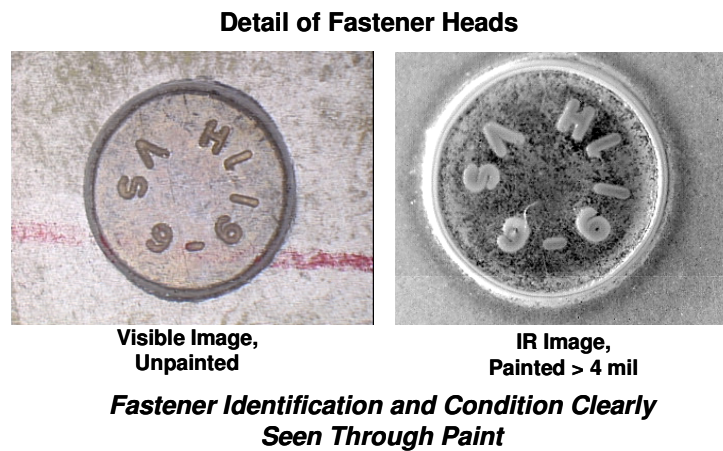 Detail of Fastener Heads
Visible Image,
Unpainted
IR Image,
Painted > 4 mil
Fastener Identification and Condition Clearly
Seen Through Paint